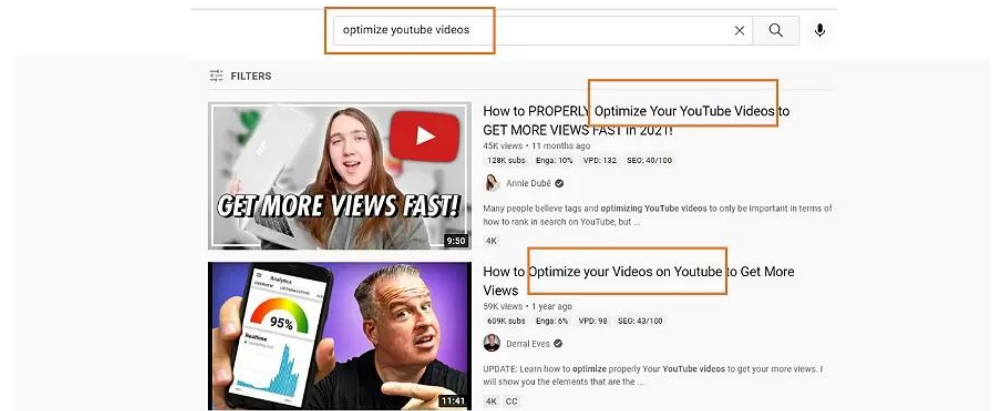 optimize youtube videos
FILTERS
GET MORE VIEWS FAST!
9:50
How to PROPERLY Optimize Your YouTube Videos to
GET MORE VIEWS FAST in 2021!
45K views • 11 months ago
128K subs Enga: 10% VPD: 132 SEO: 40/100
Annie Dubé
Many people believe tags and optimizing YouTube videos to only be important in terms of
how to rank in search on YouTube, but ...
4K
Analytics
OVERVIEW
95%
Realtime
11:41
How to Optimize your Videos on Youtube to Get More
Views
59K views • 1 year ago
609K subs Enga: 6% VPD: 98 SEO: 43/100
Derral Eves
UPDATE: Learn how to optimize properly Your YouTube videos to get your more views. I
will show you the elements that are the ...
4K CC